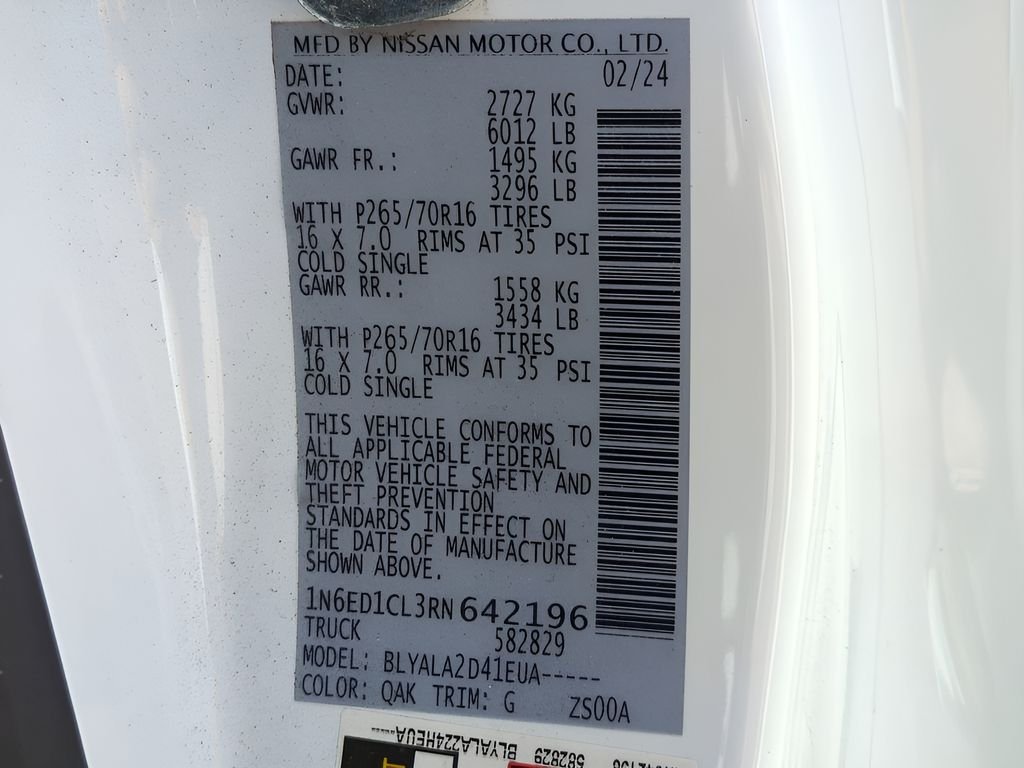 MFD BY NISSAN MOTOR CO., LTD.
DATE: 02/24
GVWR: 2727 KG
6012 LB
GAWR FR.: 1495 KG
3296 LB
WITH P265/70R16 TIRES
16 X 7.0 RIMS AT 35 PSI
COLD SINGLE
GAWR RR.: 1558 KG
3434 LB
WITH P265/70R16 TIRES
16 X 7.0 RIMS AT 35 PSI
COLD SINGLE
THIS VEHICLE CONFORMS TO
ALL APPLICABLE FEDERAL
MOTOR VEHICLE SAFETY AND
THEFT PREVENTION
STANDARDS IN EFFECT ON
THE DATE OF MANUFACTURE
SHOWN ABOVE.
1N6ED1CL3RN642196
TRUCK 582829
MODEL: BLYALA2D41EUA-----
COLOR: QAK TRIM: G ZS00A
582829 BLYALA224HEUA